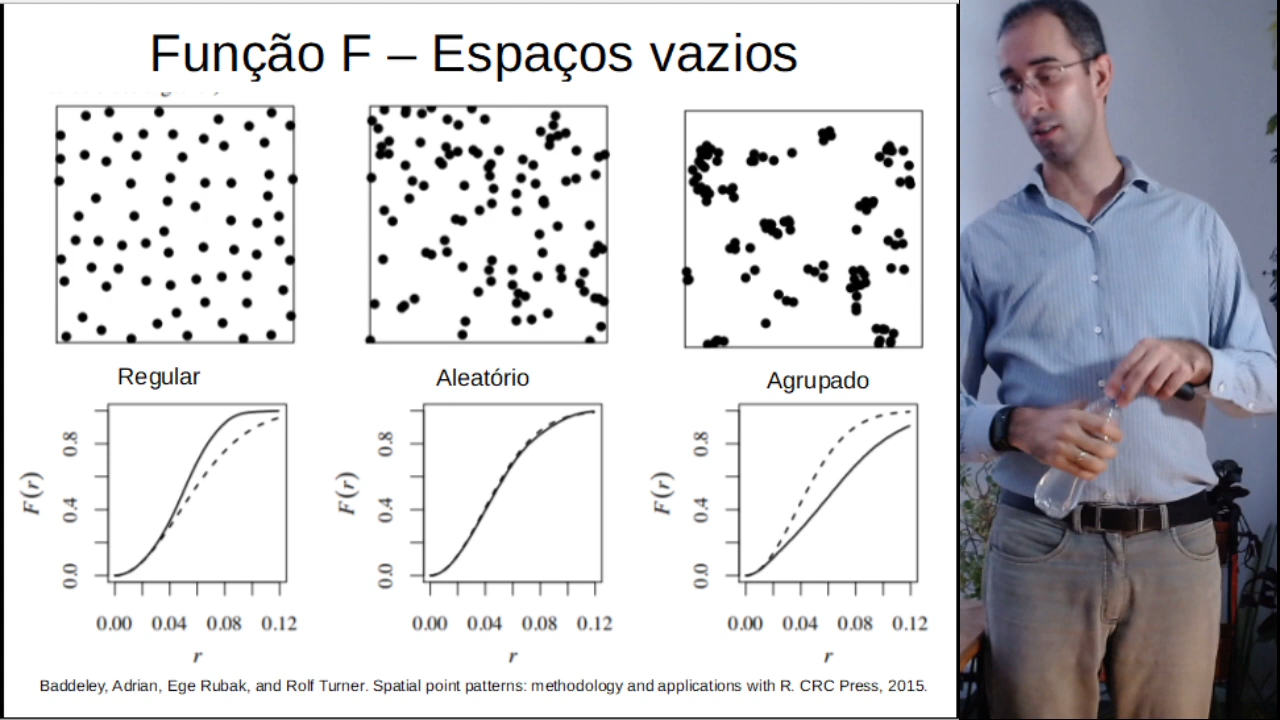 Função F – Espaços vazios
Regular
Aleatório
Agrupado
F(r)
0.0 0.4 0.8
0.00 0.04 0.08 0.12
r
F(r)
0.0 0.4 0.8
0.00 0.04 0.08 0.12
r
F(r)
0.0 0.4 0.8
0.00 0.04 0.08 0.12
r
Baddeley, Adrian, Ege Rubak, and Rolf Turner. Spatial point patterns: methodology and applications with R. CRC Press, 2015.